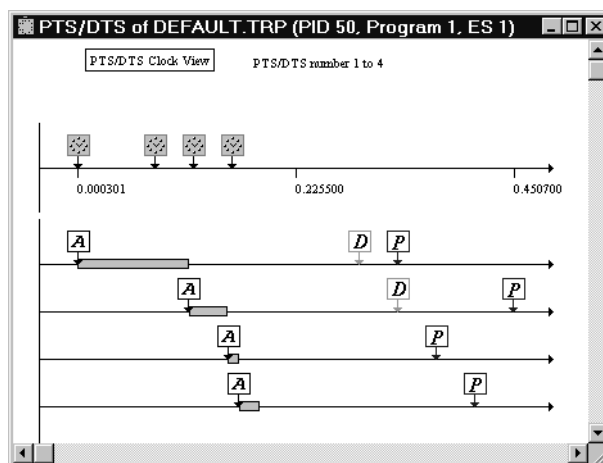 PTS/DTS of DEFAULT.TRP (PID 50, Program 1, ES 1)
PTS/DTS Clock View PTS/DTS number 1 to 4
0.000301 0.225500 0.450700
A D P
A D P
A P
A P